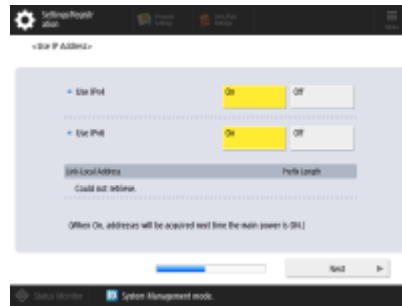 Settings/Registr
ation
<Use IP Address>
Use IPv4
On
Off
Use IPv6
On
Off
Link-Local Address
Prefix Length
Could not retrieve.
(When On, addresses will be acquired next time the main power is ON.)
Next
Status Monitor
System Management mode.